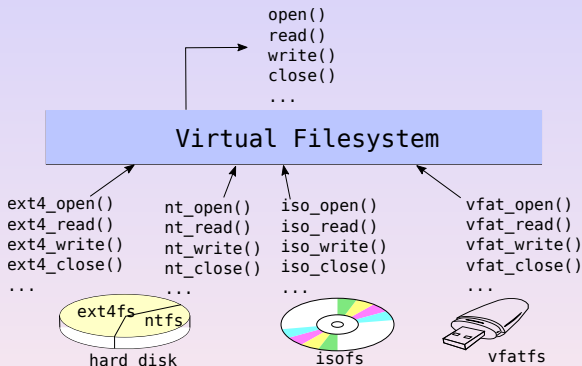 open()
read()
write()
close()
...
Virtual Filesystem
ext4_open()
ext4_read()
ext4_write()
ext4_close()
...
nt_open()
nt_read()
nt_write()
nt_close()
...
iso_open()
iso_read()
iso_write()
iso_close()
...
vfat_open()
vfat_read()
vfat_write()
vfat_close()
...
ext4fs
ntfs
hard disk
isofs
vfatfs